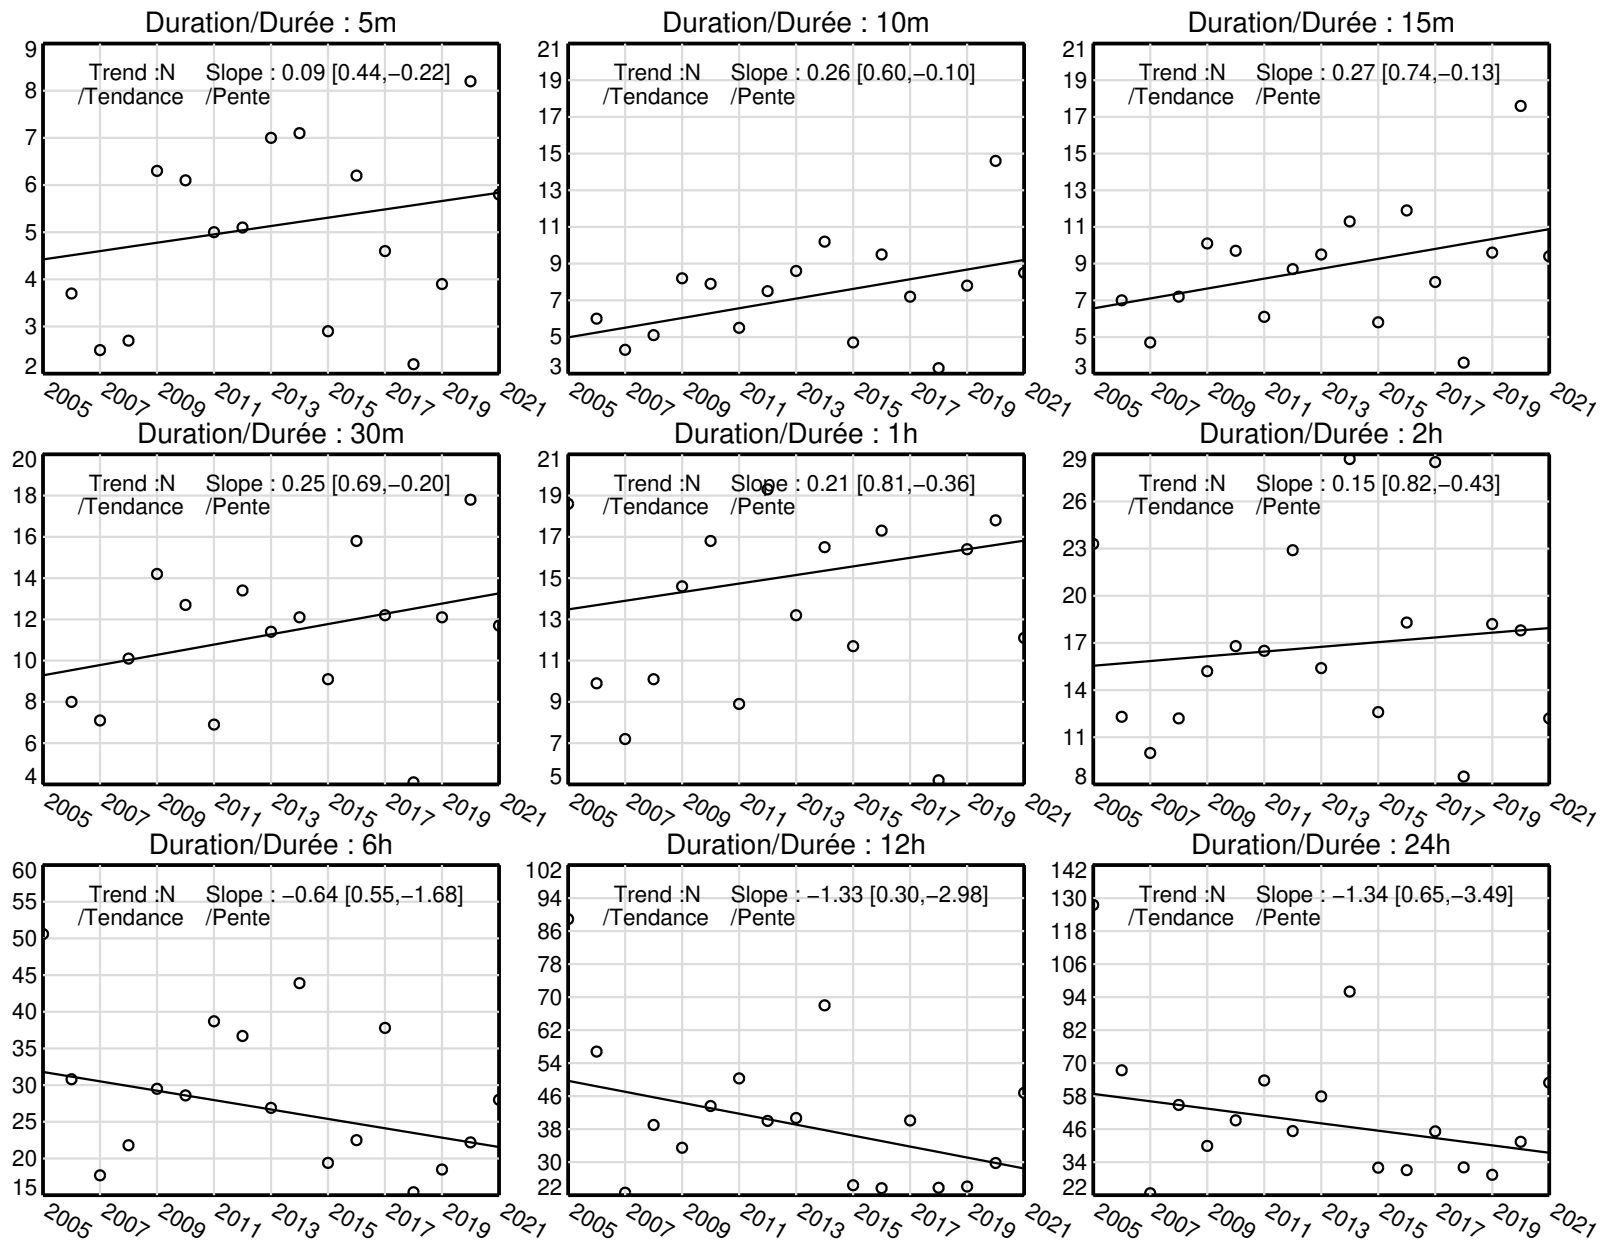 Duration/Durée : 5m
9
8
7
6
5
4
3
2
Trend :N Slope : 0.09 [0.44,−0.22]
/Tendance /Pente
2005 2007 2009 2011 2013 2015 2017 2019 2021
Duration/Durée : 10m
21
19
17
15
13
11
9
7
5
3
Trend :N Slope : 0.26 [0.60,−0.10]
/Tendance /Pente
2005 2007 2009 2011 2013 2015 2017 2019 2021
Duration/Durée : 15m
21
19
17
15
13
11
9
7
5
3
Trend :N Slope : 0.27 [0.74,−0.13]
/Tendance /Pente
2005 2007 2009 2011 2013 2015 2017 2019 2021
Duration/Durée : 30m
20
18
16
14
12
10
8
6
4
Trend :N Slope : 0.25 [0.69,−0.20]
/Tendance /Pente
2005 2007 2009 2011 2013 2015 2017 2019 2021
Duration/Durée : 1h
21
19
17
15
13
11
9
7
5
Trend :N Slope : 0.21 [0.81,−0.36]
/Tendance /Pente
2005 2007 2009 2011 2013 2015 2017 2019 2021
Duration/Durée : 2h
29
26
23
20
17
14
11
8
Trend :N Slope : 0.15 [0.82,−0.43]
/Tendance /Pente
2005 2007 2009 2011 2013 2015 2017 2019 2021
Duration/Durée : 6h
60
55
50
45
40
35
30
25
20
15
Trend :N Slope : −0.64 [0.55,−1.68]
/Tendance /Pente
2005 2007 2009 2011 2013 2015 2017 2019 2021
Duration/Durée : 12h
102
94
86
78
70
62
54
46
38
30
22
Trend :N Slope : −1.33 [0.30,−2.98]
/Tendance /Pente
2005 2007 2009 2011 2013 2015 2017 2019 2021
Duration/Durée : 24h
142
130
118
106
94
82
70
58
46
34
22
Trend :N Slope : −1.34 [0.65,−3.49]
/Tendance /Pente
2005 2007 2009 2011 2013 2015 2017 2019 2021